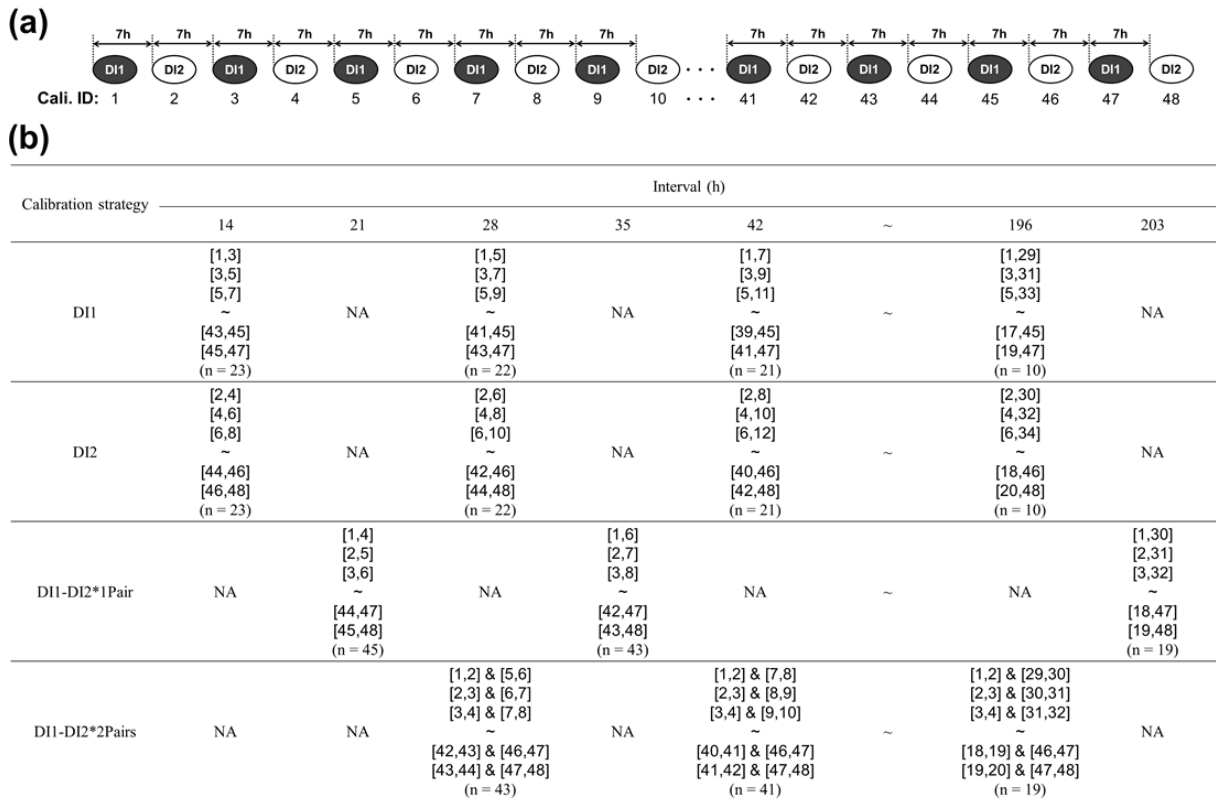 (a)
7h 7h 7h 7h 7h 7h 7h 7h 7h 7h 7h 7h 7h 7h 7h 7h
DI1 DI2 DI1 DI2 DI1 DI2 DI1 DI2 DI1 DI2 · · · DI1 DI2 DI1 DI2 DI1 DI2 DI1 DI2
Cali. ID: 1 2 3 4 5 6 7 8 9 10 · · · 41 42 43 44 45 46 47 48
(b)
Calibration strategy
Interval (h)
14 21 28 35 42 ~ 196 203
[1,3] [1,5] [1,7] [1,29]
[3,5] [3,7] [3,9] [3,31]
[5,7] [5,9] [5,11] [5,33]
DI1 ~ NA ~ NA ~ ~ ~ NA
[43,45] [41,45] [39,45] [17,45]
[45,47] [43,47] [41,47] [19,47]
(n = 23) (n = 22) (n = 21) (n = 10)
[2,4] [2,6] [2,8] [2,30]
[4,6] [4,8] [4,10] [4,32]
[6,8] [6,10] [6,12] [6,34]
DI2 ~ NA ~ NA ~ ~ ~ NA
[44,46] [42,46] [40,46] [18,46]
[46,48] [44,48] [42,48] [20,48]
(n = 23) (n = 22) (n = 21) (n = 10)
[1,4] [1,6] [1,30]
[2,5] [2,7] [2,31]
[3,6] [3,8] [3,32]
DI1-DI2*1Pair NA ~ NA ~ NA ~ NA ~
[44,47] [42,47] [18,47]
[45,48] [43,48] [19,48]
(n = 45) (n = 43) (n = 19)
[1,2] & [5,6] [1,2] & [7,8] [1,2] & [29,30]
[2,3] & [6,7] [2,3] & [8,9] [2,3] & [30,31]
[3,4] & [7,8] [3,4] & [9,10] [3,4] & [31,32]
DI1-DI2*2Pairs NA NA ~ NA ~ ~ ~ NA
[42,43] & [46,47] [40,41] & [46,47] [18,19] & [46,47]
[43,44] & [47,48] [41,42] & [47,48] [19,20] & [47,48]
(n = 43) (n = 41) (n = 19)